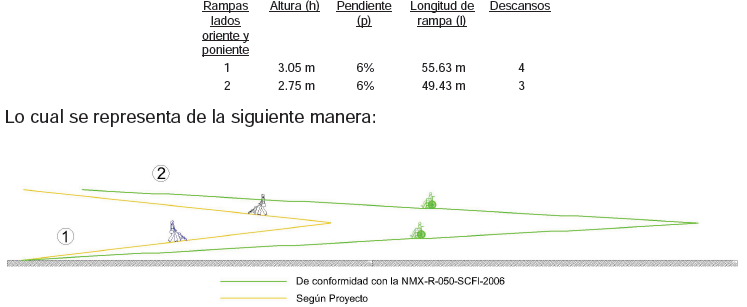 Rampas Altura (h) Pendiente Longitud de Descansos
lados (p) rampa (l)
oriente y
poniente
1 3.05 m 6% 55.63 m 4
2 2.75 m 6% 49.43 m 3
Lo cual se representa de la siguiente manera:
2
1
De conformidad con la NMX-R-050-SCFI-2006
Según Proyecto